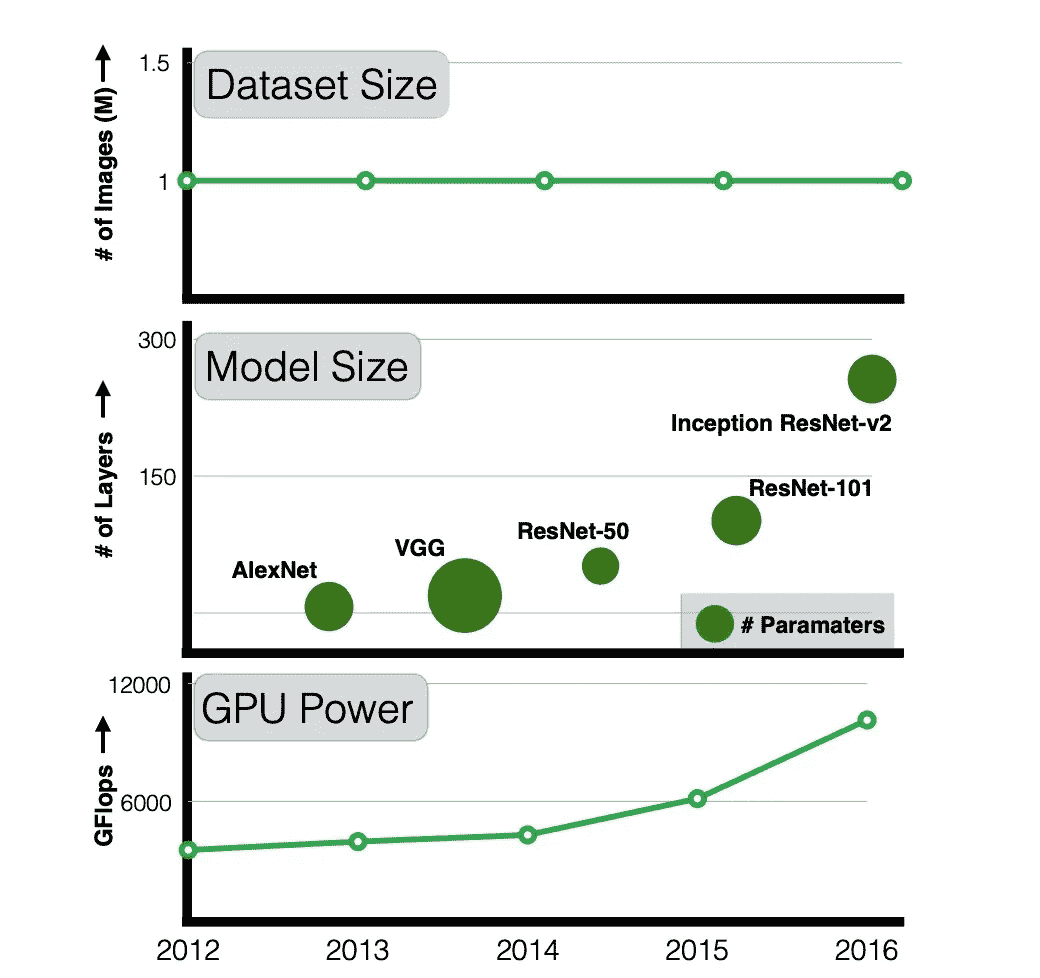 1.5
Dataset Size
# of Images (M)
1
300
Model Size
# of Layers
Inception ResNet-v2
150
ResNet-101
ResNet-50
VGG
AlexNet
# Paramaters
12000
GPU Power
GFlops
6000
2012 2013 2014 2015 2016